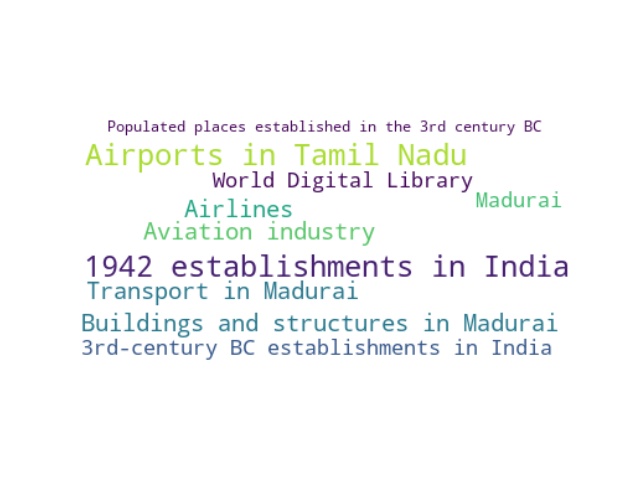 Populated places established in the 3rd century BC
Airports in Tamil Nadu
World Digital Library
Madurai
Airlines
Aviation industry
1942 establishments in India
Transport in Madurai
Buildings and structures in Madurai
3rd-century BC establishments in India